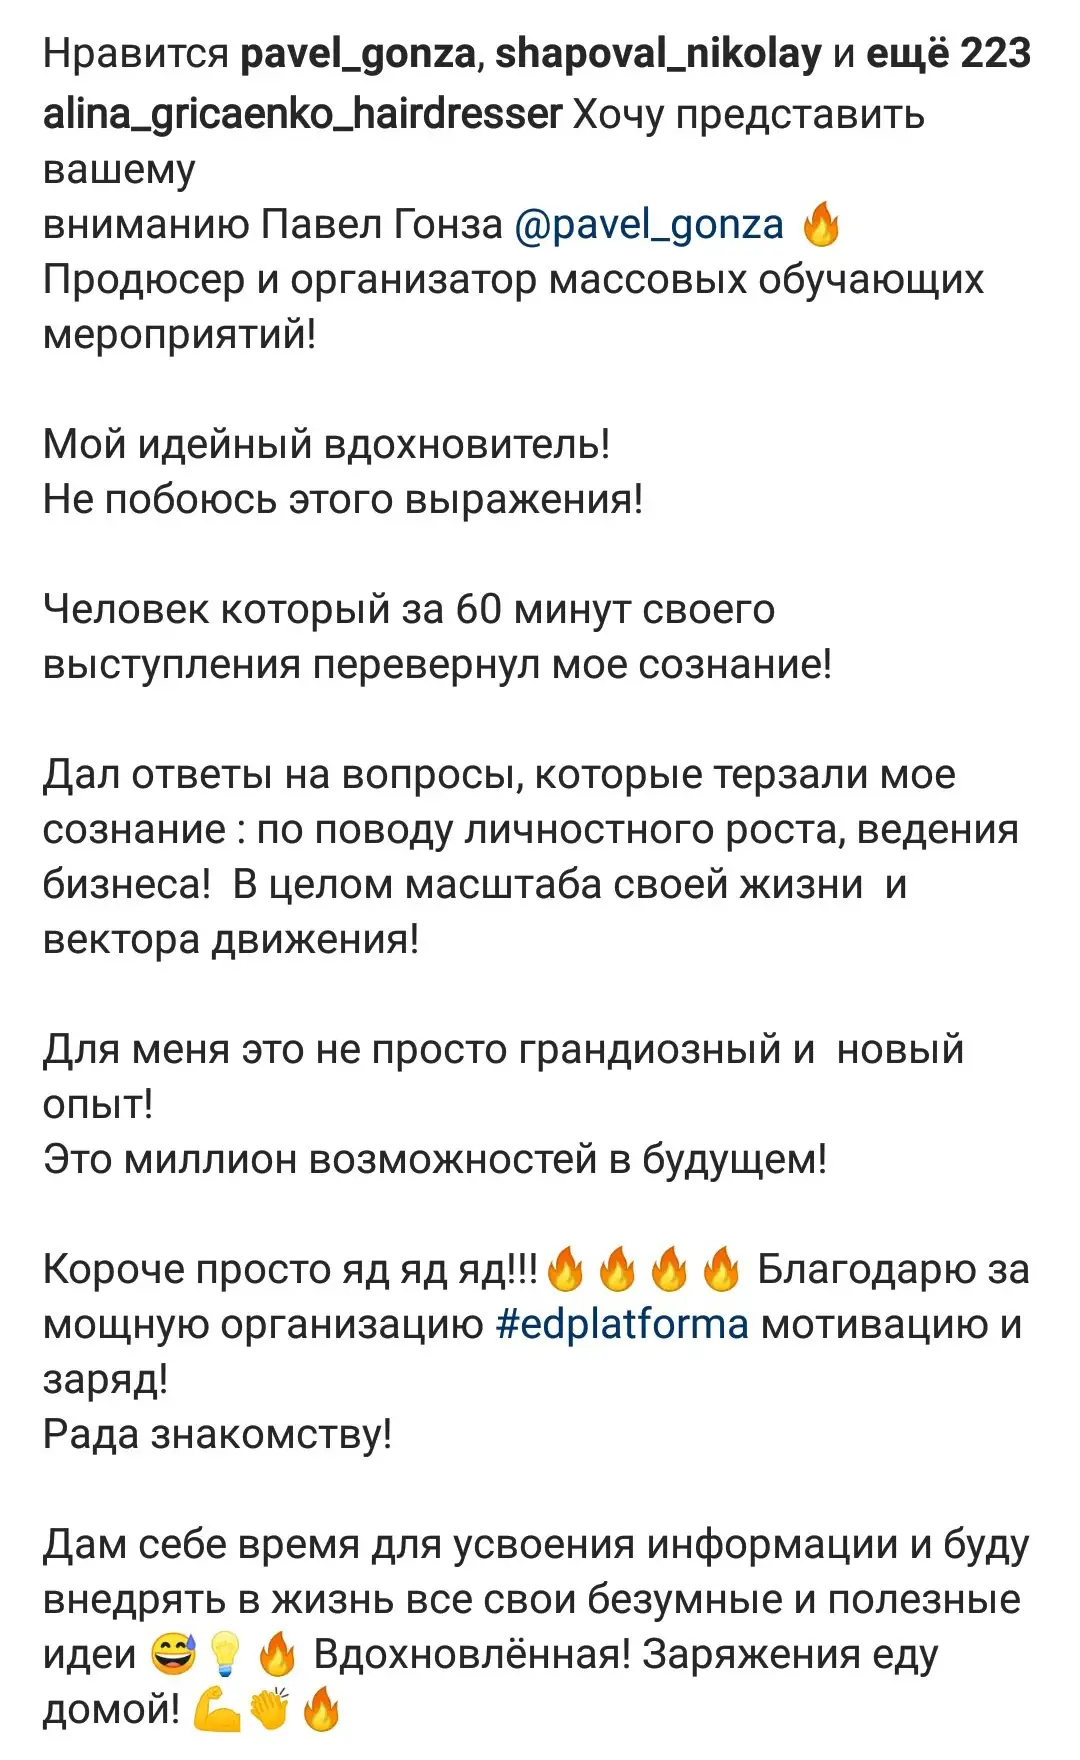 Нравится pavel_gonza, shapoval_nikolay и ещё 223
alina_gricaenko_hairdresser Хочу представить
вашему
вниманию Павел Гонза @pavel_gonza 🔥
Продюсер и организатор массовых обучающих
мероприятий!
Мой идейный вдохновитель!
Не побоюсь этого выражения!
Человек который за 60 минут своего
выступления перевернул мое сознание!
Дал ответы на вопросы, которые терзали мое
сознание : по поводу личностного роста, ведения
бизнеса!  В целом масштаба своей жизни  и
вектора движения!
Для меня это не просто грандиозный и  новый
опыт!
Это миллион возможностей в будущем!
Короче просто яд яд яд!!!🔥🔥🔥🔥 Благодарю за
мощную организацию #edplatforma мотивацию и
заряд!
Рада знакомству!
Дам себе время для усвоения информации и буду
внедрять в жизнь все свои безумные и полезные
идеи 😅💡🔥 Вдохновлённая! Заряжения еду
домой! 💪👏🔥